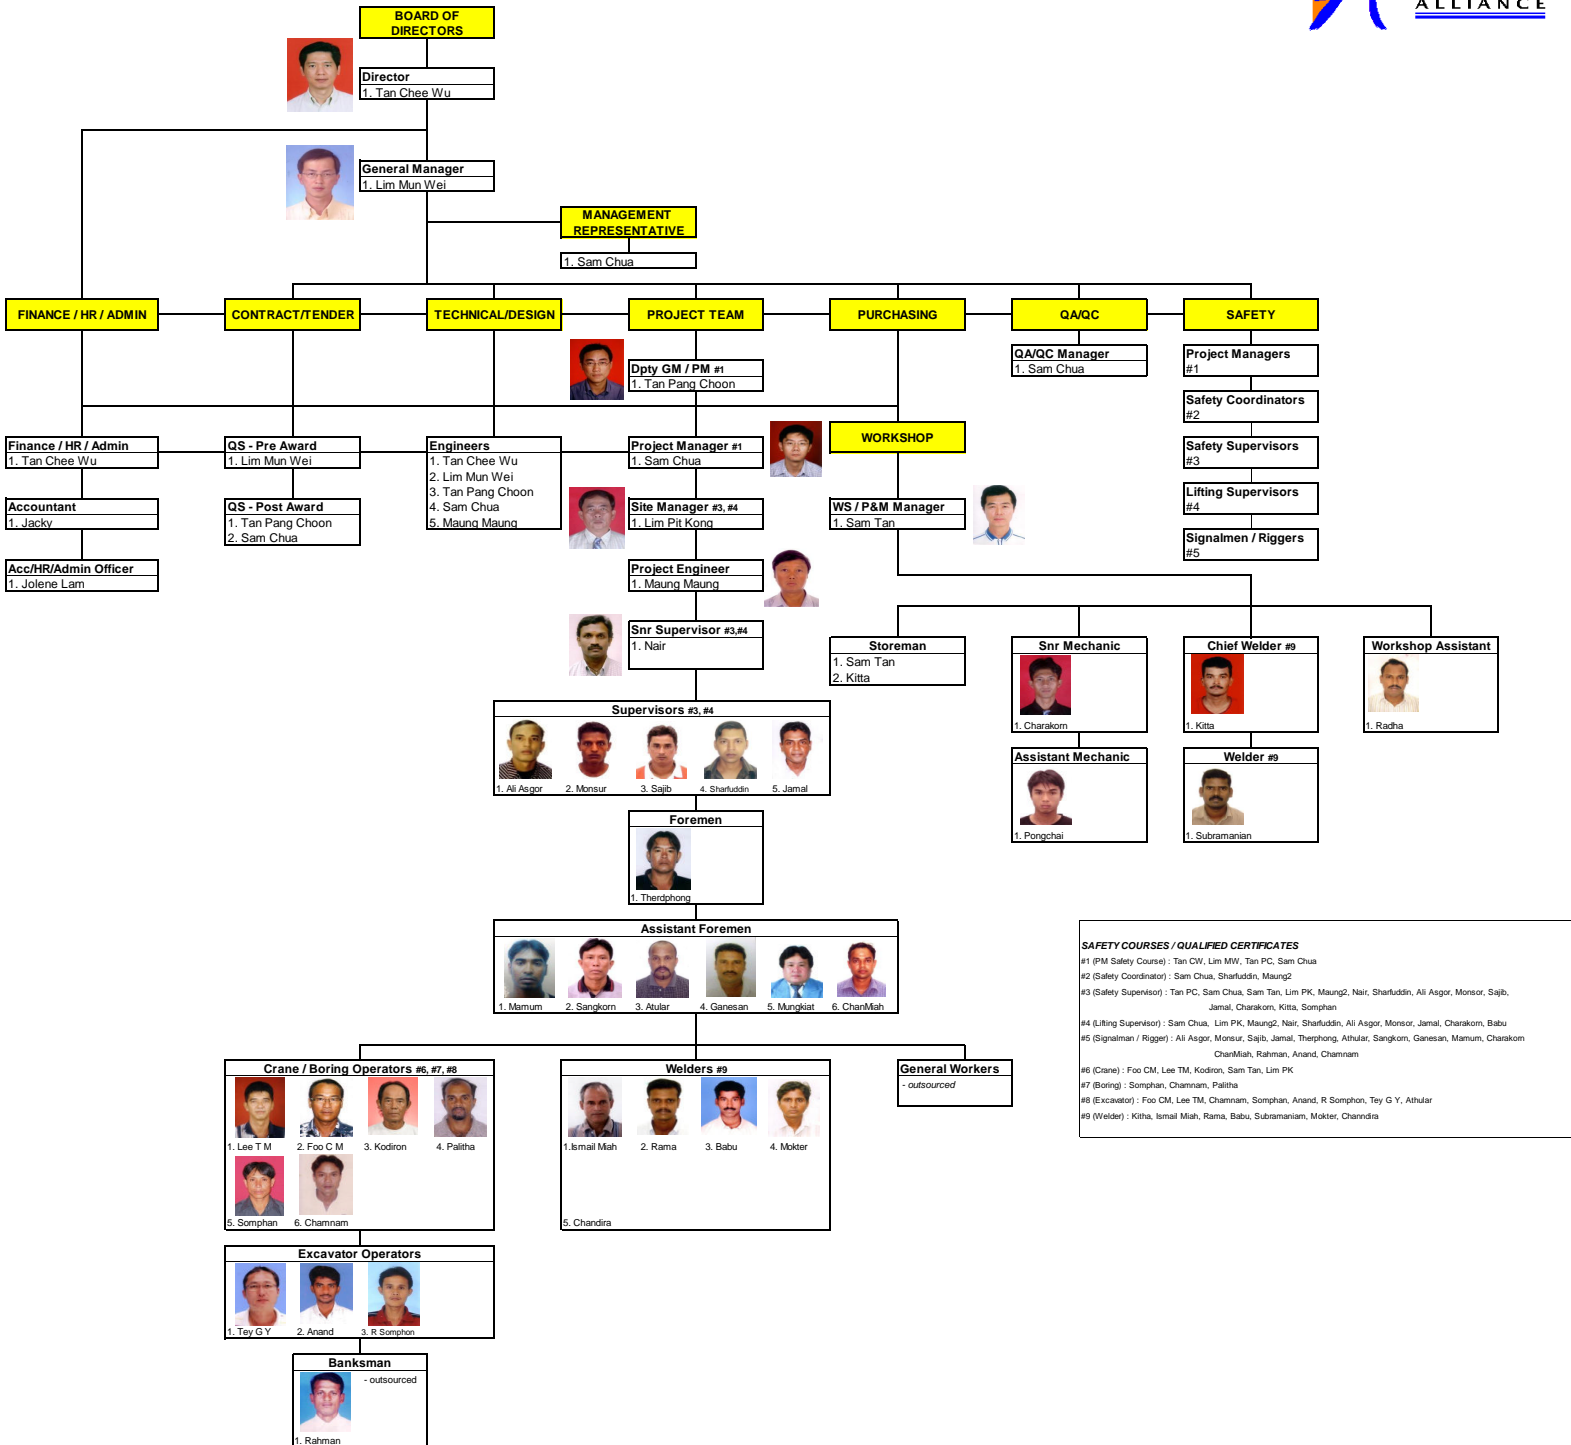 ALLIANCE
BOARD OF
DIRECTORS
Director
1. Tan Chee Wu
General Manager
1. Lim Mun Wei
MANAGEMENT
REPRESENTATIVE
1. Sam Chua
FINANCE / HR / ADMIN
CONTRACT/TENDER
TECHNICAL/DESIGN
PROJECT TEAM
PURCHASING
QA/QC
SAFETY
Dpty GM / PM #1
1. Tan Pang Choon
QA/QC Manager
1. Sam Chua
Project Managers
#1
Safety Coordinators
#2
Safety Supervisors
#3
Lifting Supervisors
#4
Signalmen / Riggers
#5
Finance / HR / Admin
1. Tan Chee Wu
Accountant
1. Jacky
Acc/HR/Admin Officer
1. Jolene Lam
QS - Pre Award
1. Lim Mun Wei
QS - Post Award
1. Tan Pang Choon
2. Sam Chua
Engineers
1. Tan Chee Wu
2. Lim Mun Wei
3. Tan Pang Choon
4. Sam Chua
5. Maung Maung
Project Manager #1
1. Sam Chua
Site Manager #3, #4
1. Lim Pit Kong
Project Engineer
1. Maung Maung
Snr Supervisor #3,#4
1. Nair
WORKSHOP
WS / P&M Manager
1. Sam Tan
Storeman
1. Sam Tan
2. Kitta
Snr Mechanic
1. Charakorn
Chief Welder #9
1. Kitta
Workshop Assistant
1. Radha
Assistant Mechanic
1. Pongchai
Welder #9
1. Subramanian
Supervisors #3, #4
1. Ali Asgor
2. Monsur
3. Sajib
4. Sharfuddin
5. Jamal
Foremen
1. Therdphong
Assistant Foremen
1. Mamum
2. Sangkorn
3. Atular
4. Ganesan
5. Mungkiat
6. ChanMiah
Crane / Boring Operators #6, #7, #8
1. Lee T M
2. Foo C M
3. Kodiron
4. Palitha
5. Somphan
6. Chamnam
Welders #9
1.Ismail Miah
2. Rama
3. Babu
4. Mokter
5. Chandira
General Workers
- outsourced
Excavator Operators
1. Tey G Y
2. Anand
3. R Somphon
Banksman
- outsourced
1. Rahman
SAFETY COURSES / QUALIFIED CERTIFICATES
#1 (PM Safety Course) : Tan CW, Lim MW, Tan PC, Sam Chua
#2 (Safety Coordinator) : Sam Chua, Sharfuddin, Maung2
#3 (Safety Supervisor) : Tan PC, Sam Chua, Sam Tan, Lim PK, Maung2, Nair, Sharfuddin, Ali Asgor, Monsor, Sajib,
Jamal, Charakorn, Kitta, Somphan
#4 (Lifting Supervisor) : Sam Chua, Lim PK, Maung2, Nair, Sharfuddin, Ali Asgor, Monsor, Jamal, Charakorn, Babu
#5 (Signalman / Rigger) : Ali Asgor, Monsur, Sajib, Jamal, Therphong, Athular, Sangkorn, Ganesan, Mamum, Charakorn
ChanMiah, Rahman, Anand, Chamnam
#6 (Crane) : Foo CM, Lee TM, Kodiron, Sam Tan, Lim PK
#7 (Boring) : Somphan, Chamnam, Palitha
#8 (Excavator) : Foo CM, Lee TM, Chamnam, Somphan, Anand, R Somphon, Tey G Y, Athular
#9 (Welder) : Kitha, Ismail Miah, Rama, Babu, Subramaniam, Mokter, Channdira